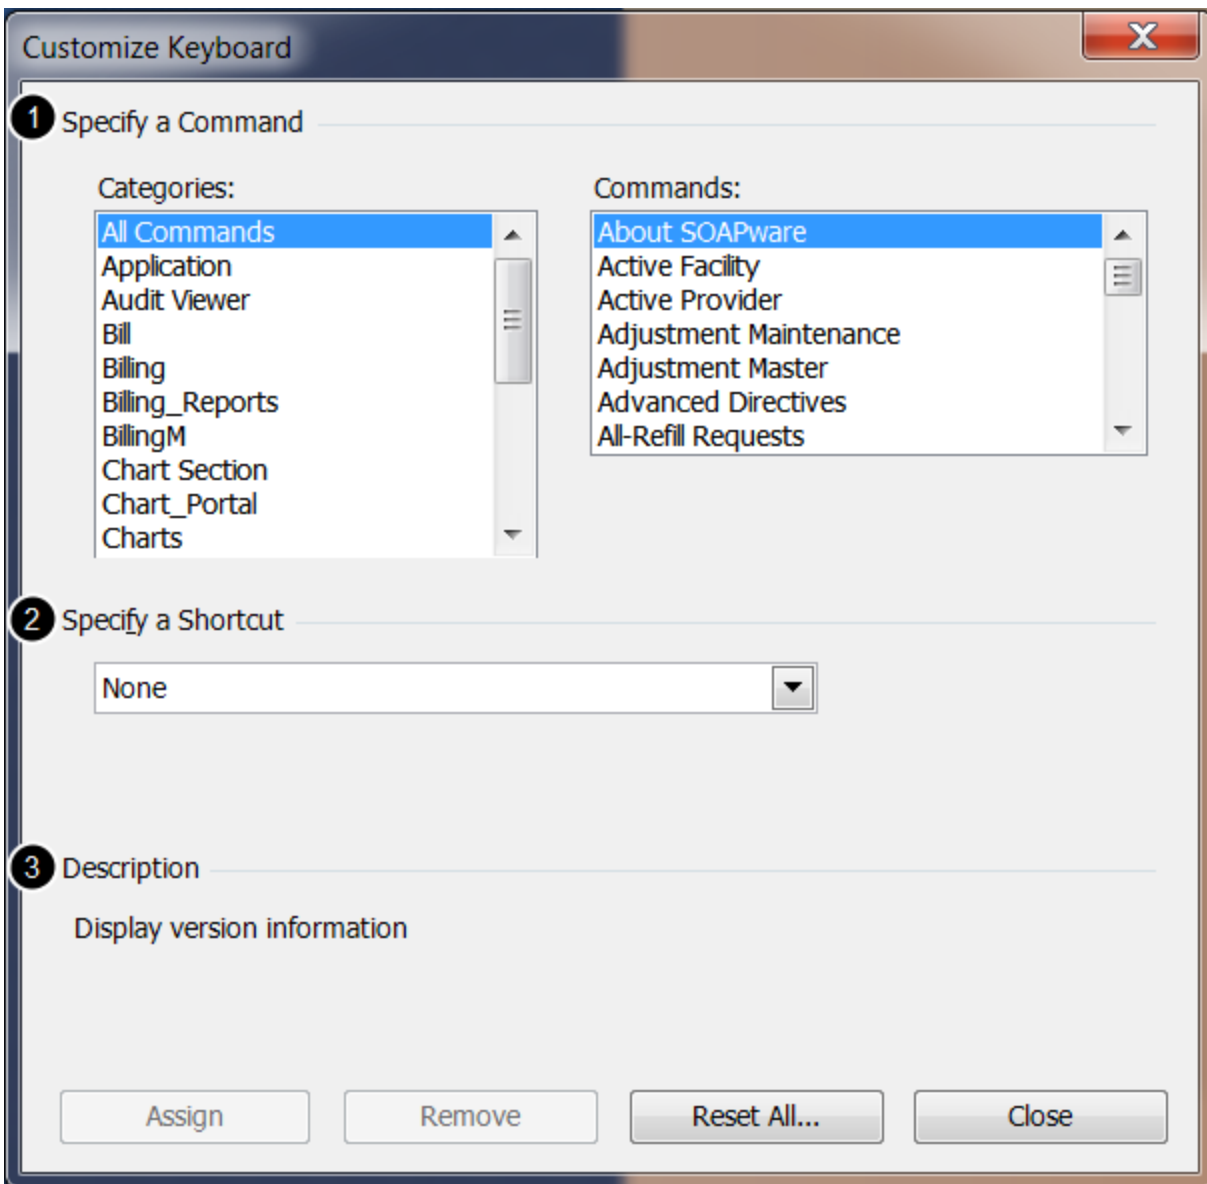 Customize Keyboard
X
1 Specify a Command
Categories:
All Commands
Application
Audit Viewer
Bill
Billing
Billing_Reports
BillingM
Chart Section
Chart_Portal
Charts
Commands:
About SOAPware
Active Facility
Active Provider
Adjustment Maintenance
Adjustment Master
Advanced Directives
All-Refill Requests
2 Specify a Shortcut
None
3 Description
Display version information
Assign Remove Reset All... Close